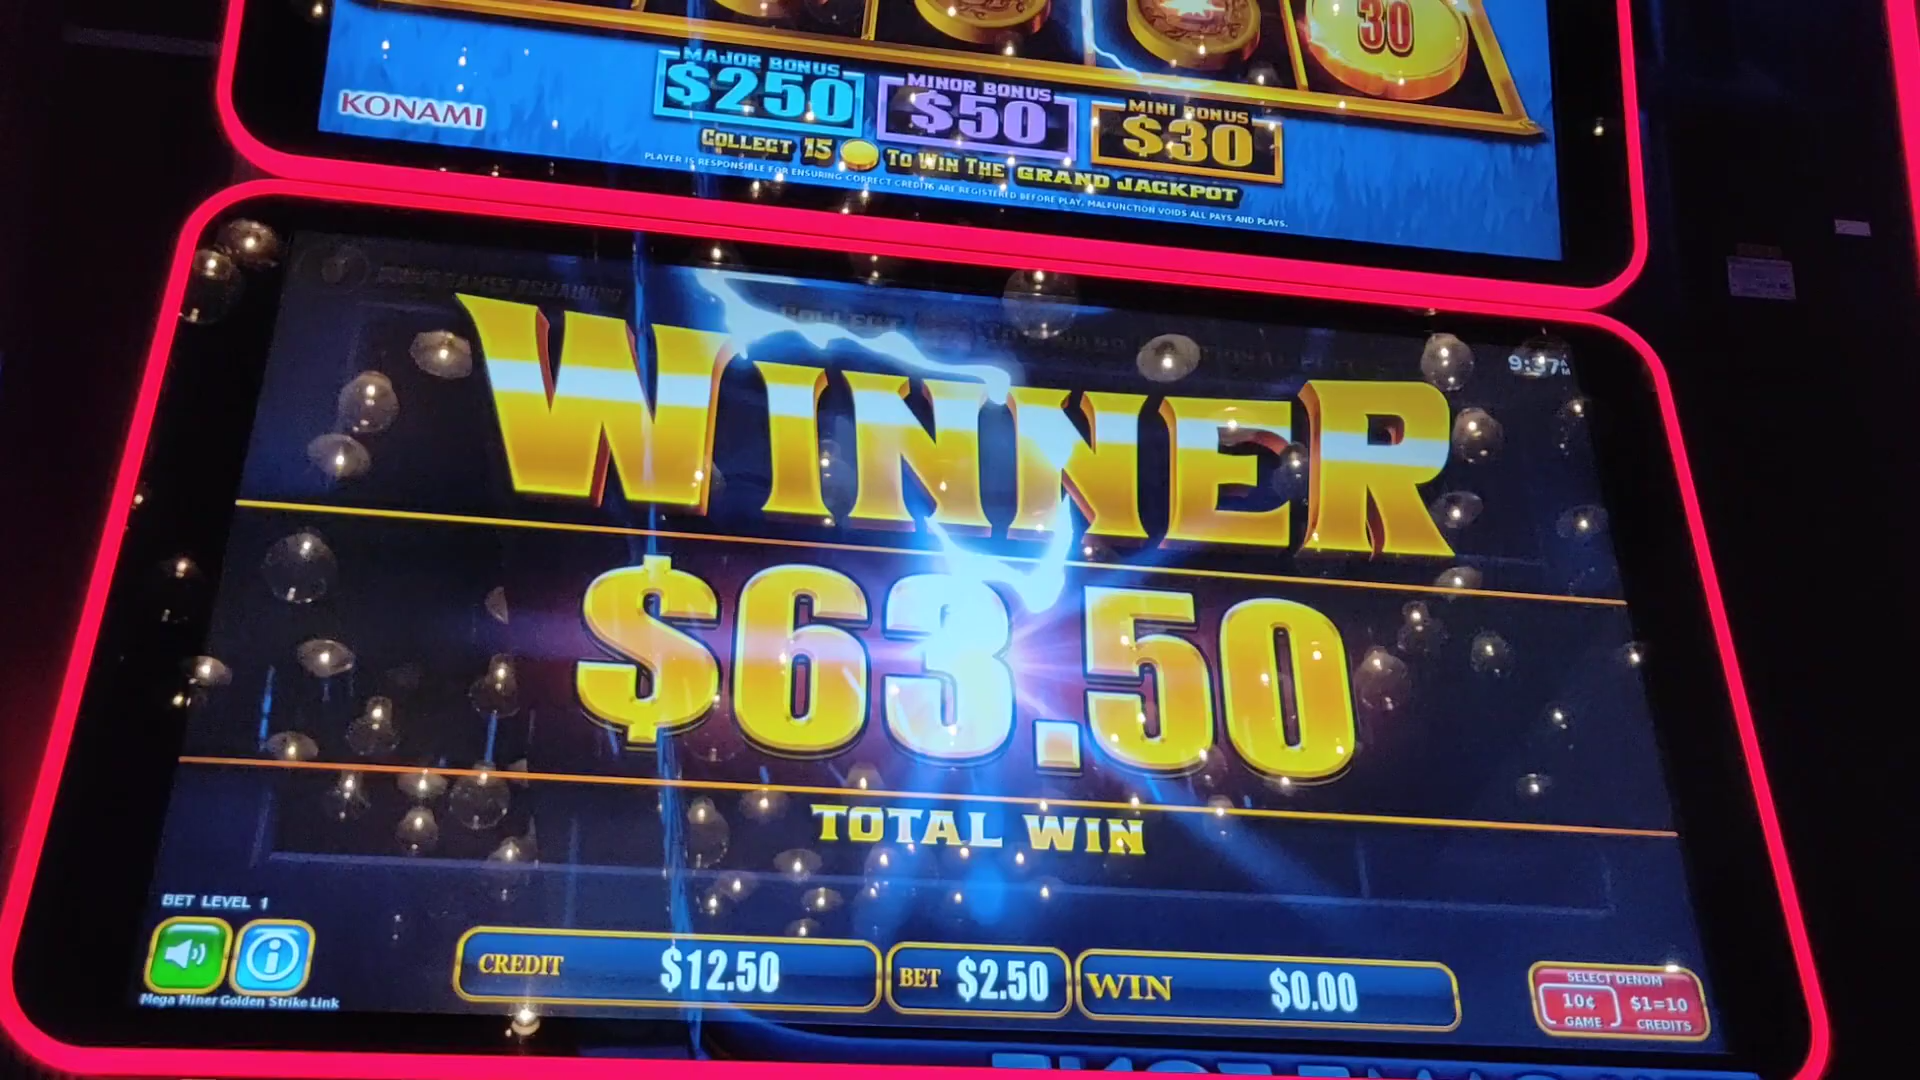 30
MAJOR BONUS
$250
MINOR BONUS
$50
MINI BONUS
$30
KONAMI
COLLECT 15 TO WIN THE GRAND JACKPOT
PLAYER IS RESPONSIBLE FOR ENSURING CORRECT CREDITS ARE REGISTERED BEFORE PLAY. MALFUNCTION VOIDS ALL PAYS AND PLAYS.
GAMES REMAINING
COLLECT
9:37
WINNER
$63.50
TOTAL WIN
BET LEVEL 1
Mega Miner Golden Strike Link
CREDIT $12.50
BET $2.50
WIN $0.00
SELECT DENOM
10¢ GAME
$1=10 CREDITS